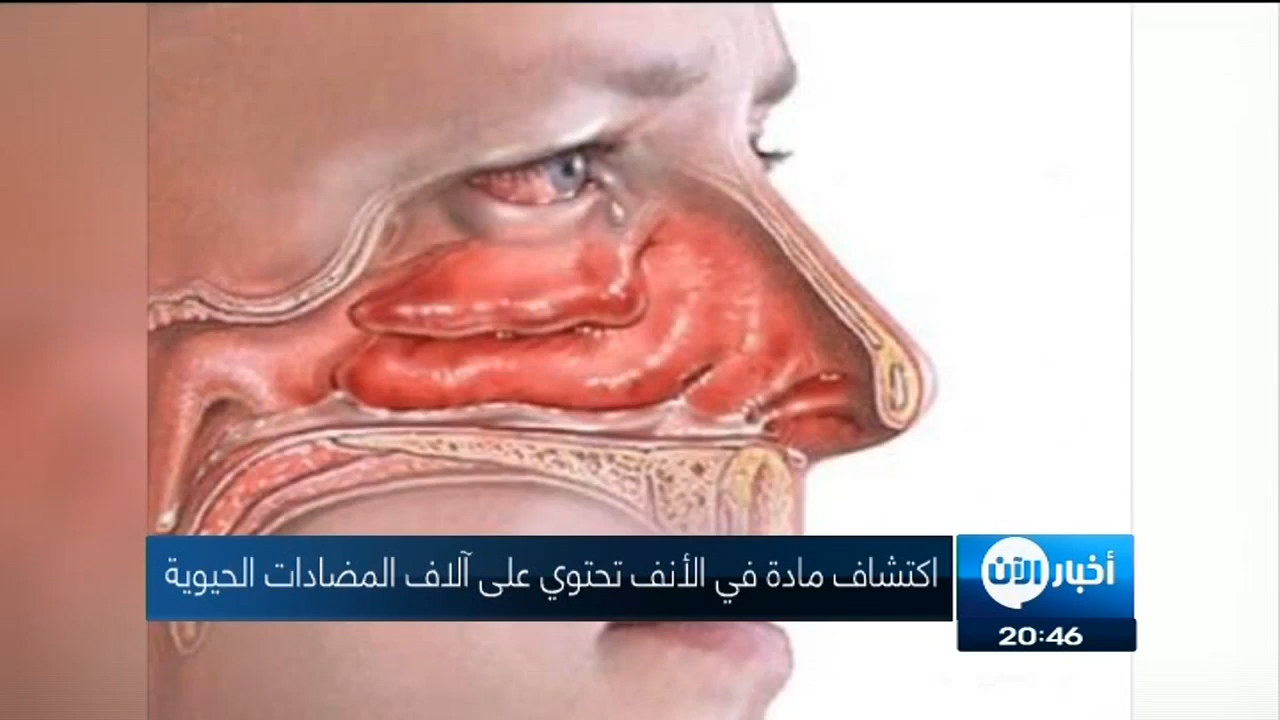 اكتشاف مادة في الأنف تحتوي على آلاف المضادات الحيوية
أخبار الآن
20:46